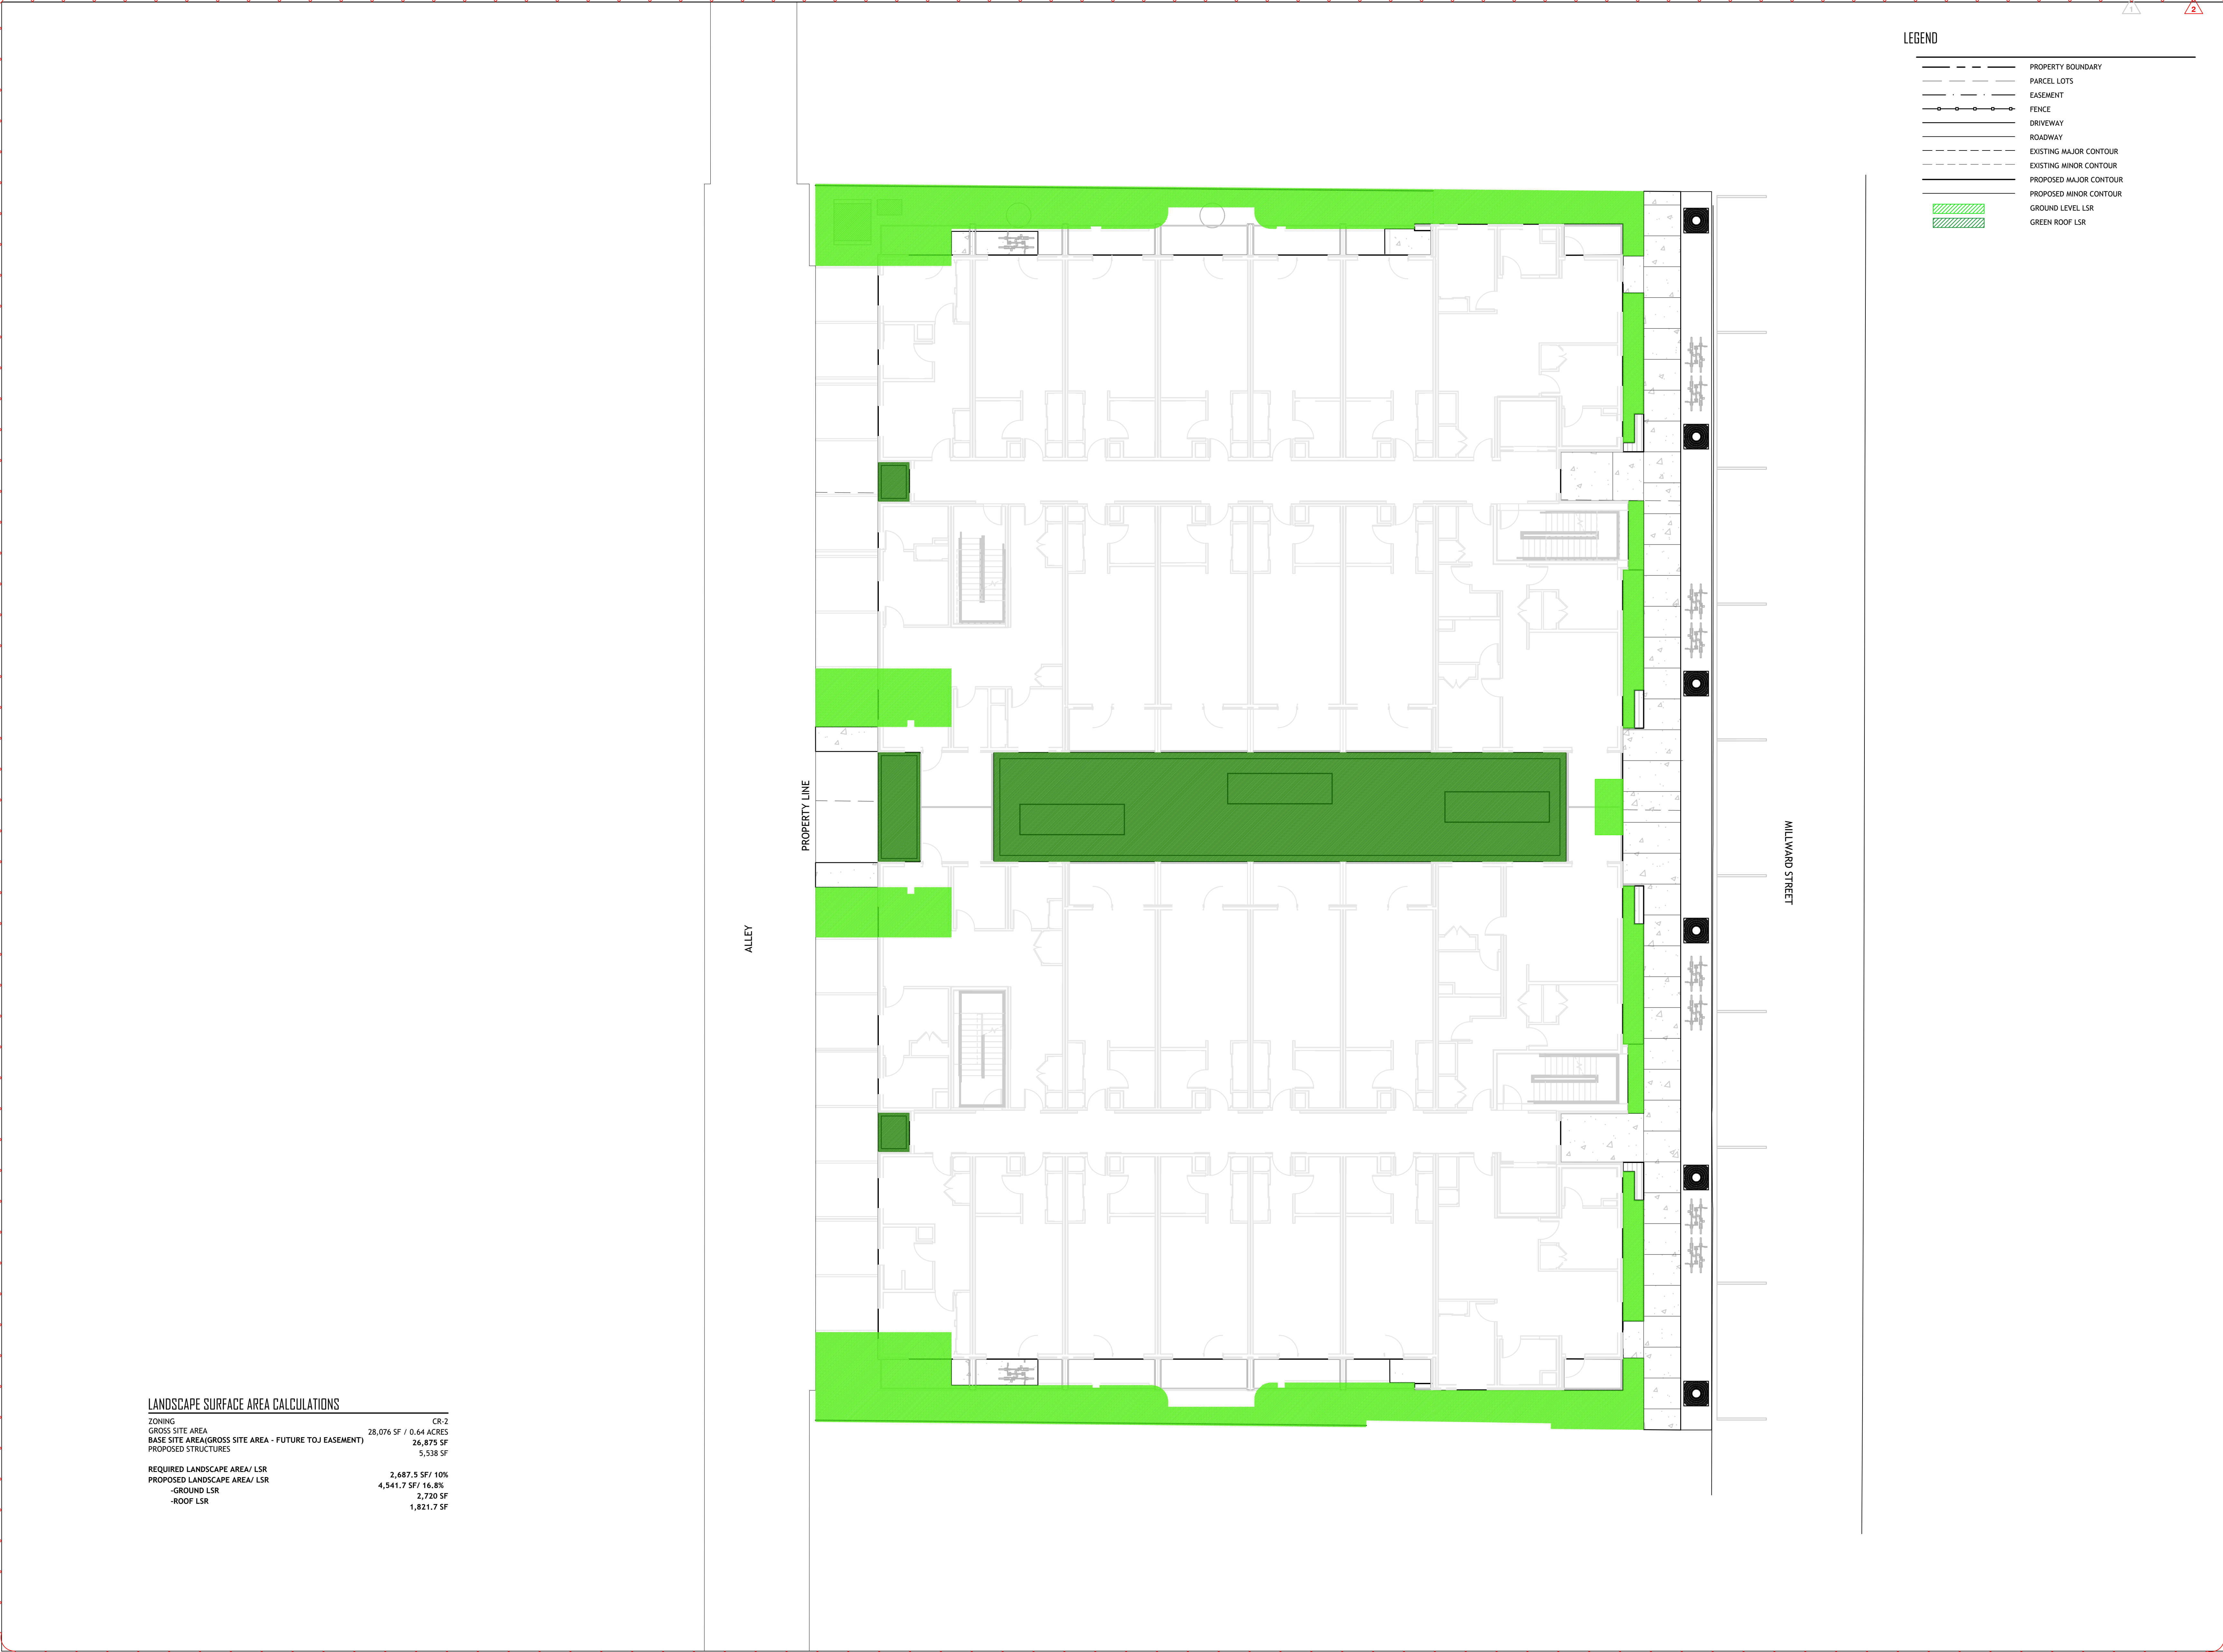 1
2
LEGEND
PROPERTY BOUNDARY
PARCEL LOTS
EASEMENT
FENCE
DRIVEWAY
ROADWAY
EXISTING MAJOR CONTOUR
EXISTING MINOR CONTOUR
PROPOSED MAJOR CONTOUR
PROPOSED MINOR CONTOUR
GROUND LEVEL LSR
GREEN ROOF LSR
PROPERTY LINE
ALLEY
MILLWARD STREET
LANDSCAPE SURFACE AREA CALCULATIONS
ZONING CR-2
GROSS SITE AREA 28,076 SF / 0.64 ACRES
BASE SITE AREA(GROSS SITE AREA - FUTURE TOJ EASEMENT) 26,875 SF
PROPOSED STRUCTURES 5,538 SF
REQUIRED LANDSCAPE AREA/ LSR 2,687.5 SF/ 10%
PROPOSED LANDSCAPE AREA/ LSR 4,541.7 SF/ 16.8%
-GROUND LSR 2,720 SF
-ROOF LSR 1,821.7 SF